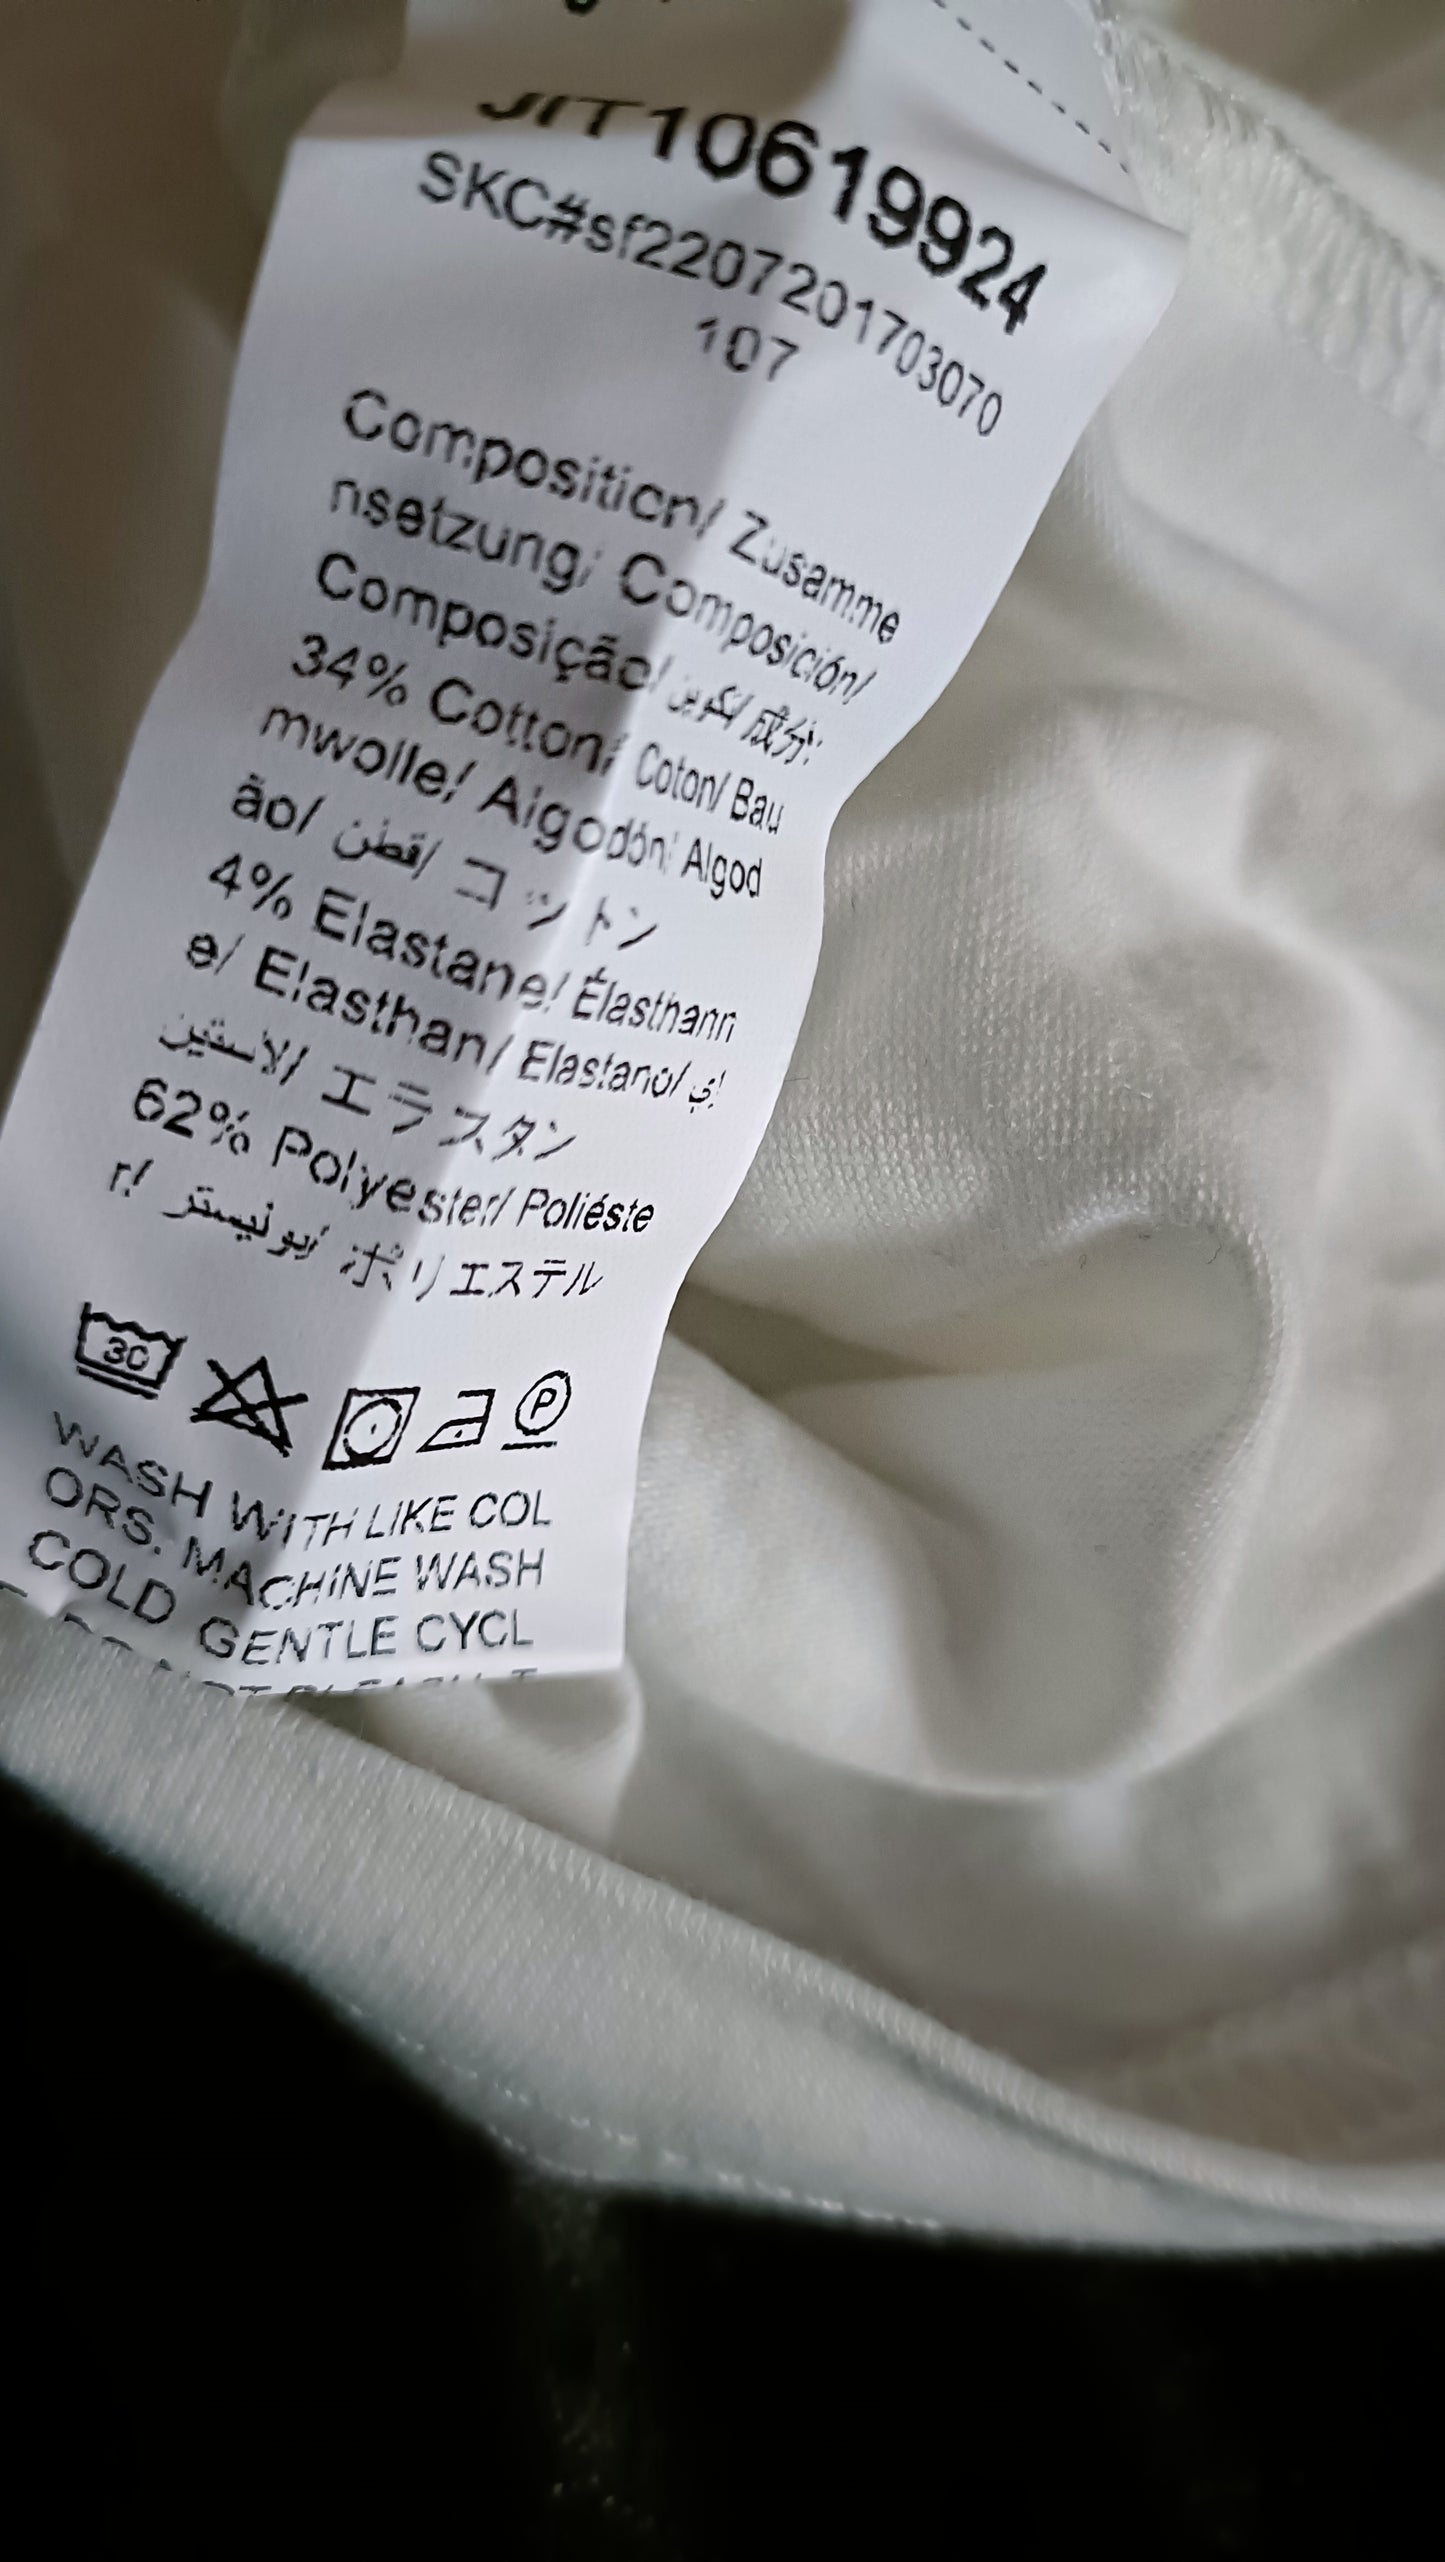 JIT10619924
SKC#sf2207201703070
107
Composition/ Zusamme
nsetzung/ Composición/
Composição/ تكوين/ 成分:
34% Cotton/ Coton/ Bau
mwolle/ Algodón/ Algod
ão/ قطن/ コットン
4% Elastane/ Élasthann
e/ Elasthan/ Elastano/ إي
لاستين/ エラスタン
62% Polyester/ Poliéste
r/ بوليستر/ ポリエステル
30
P
WASH WITH LIKE COL
ORS. MACHINE WASH
COLD GENTLE CYCL